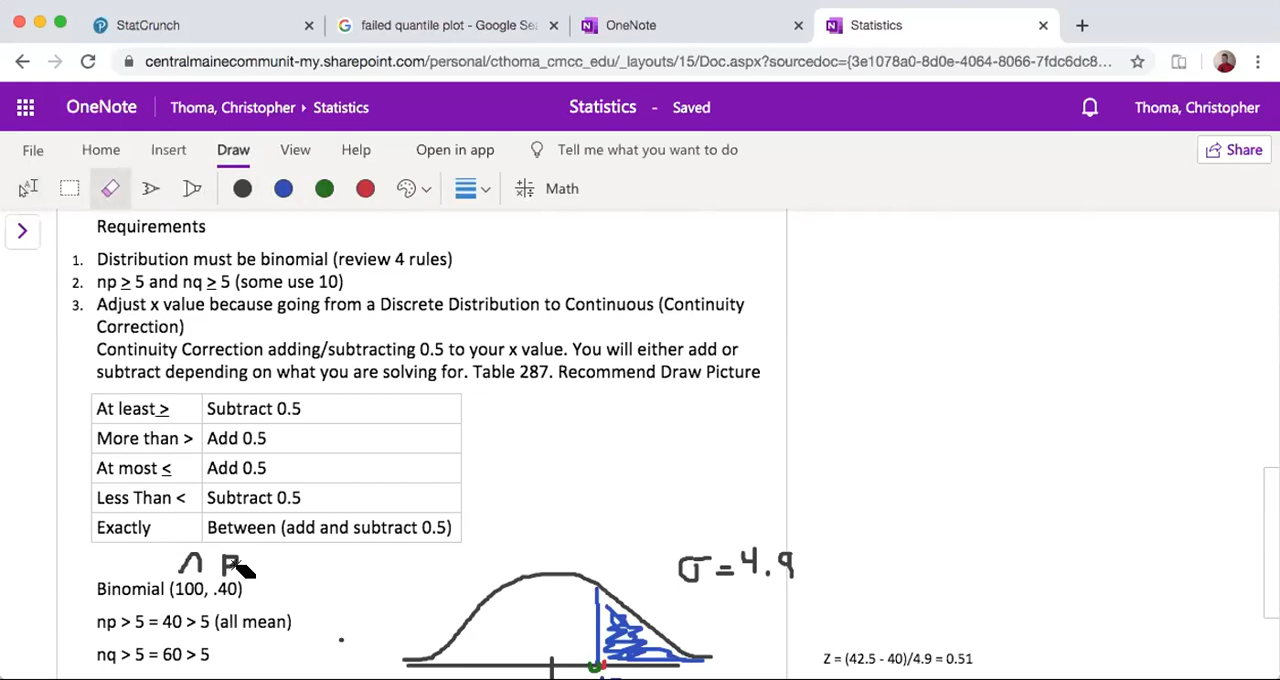 StatCrunch
failed quantile plot - Google Se
OneNote
Statistics
centralmainecommunit-my.sharepoint.com/personal/cthoma_cmcc_edu/_layouts/15/Doc.aspx?sourcedoc={3e1078a0-8d0e-4064-8066-7fdc6dc8...
OneNote
Thoma, Christopher › Statistics
Statistics - Saved
Thoma, Christopher
File
Home
Insert
Draw
View
Help
Open in app
Tell me what you want to do
Share
Math
Requirements
1. Distribution must be binomial (review 4 rules)
2. np ≥ 5 and nq ≥ 5 (some use 10)
3. Adjust x value because going from a Discrete Distribution to Continuous (Continuity
Correction)
Continuity Correction adding/subtracting 0.5 to your x value. You will either add or
subtract depending on what you are solving for. Table 287. Recommend Draw Picture
At least ≥ Subtract 0.5
More than > Add 0.5
At most ≤ Add 0.5
Less Than < Subtract 0.5
Exactly Between (add and subtract 0.5)
n P
σ = 4.9
Binomial (100, .40)
np > 5 = 40 > 5 (all mean)
nq > 5 = 60 > 5
Z = (42.5 - 40)/4.9 = 0.51